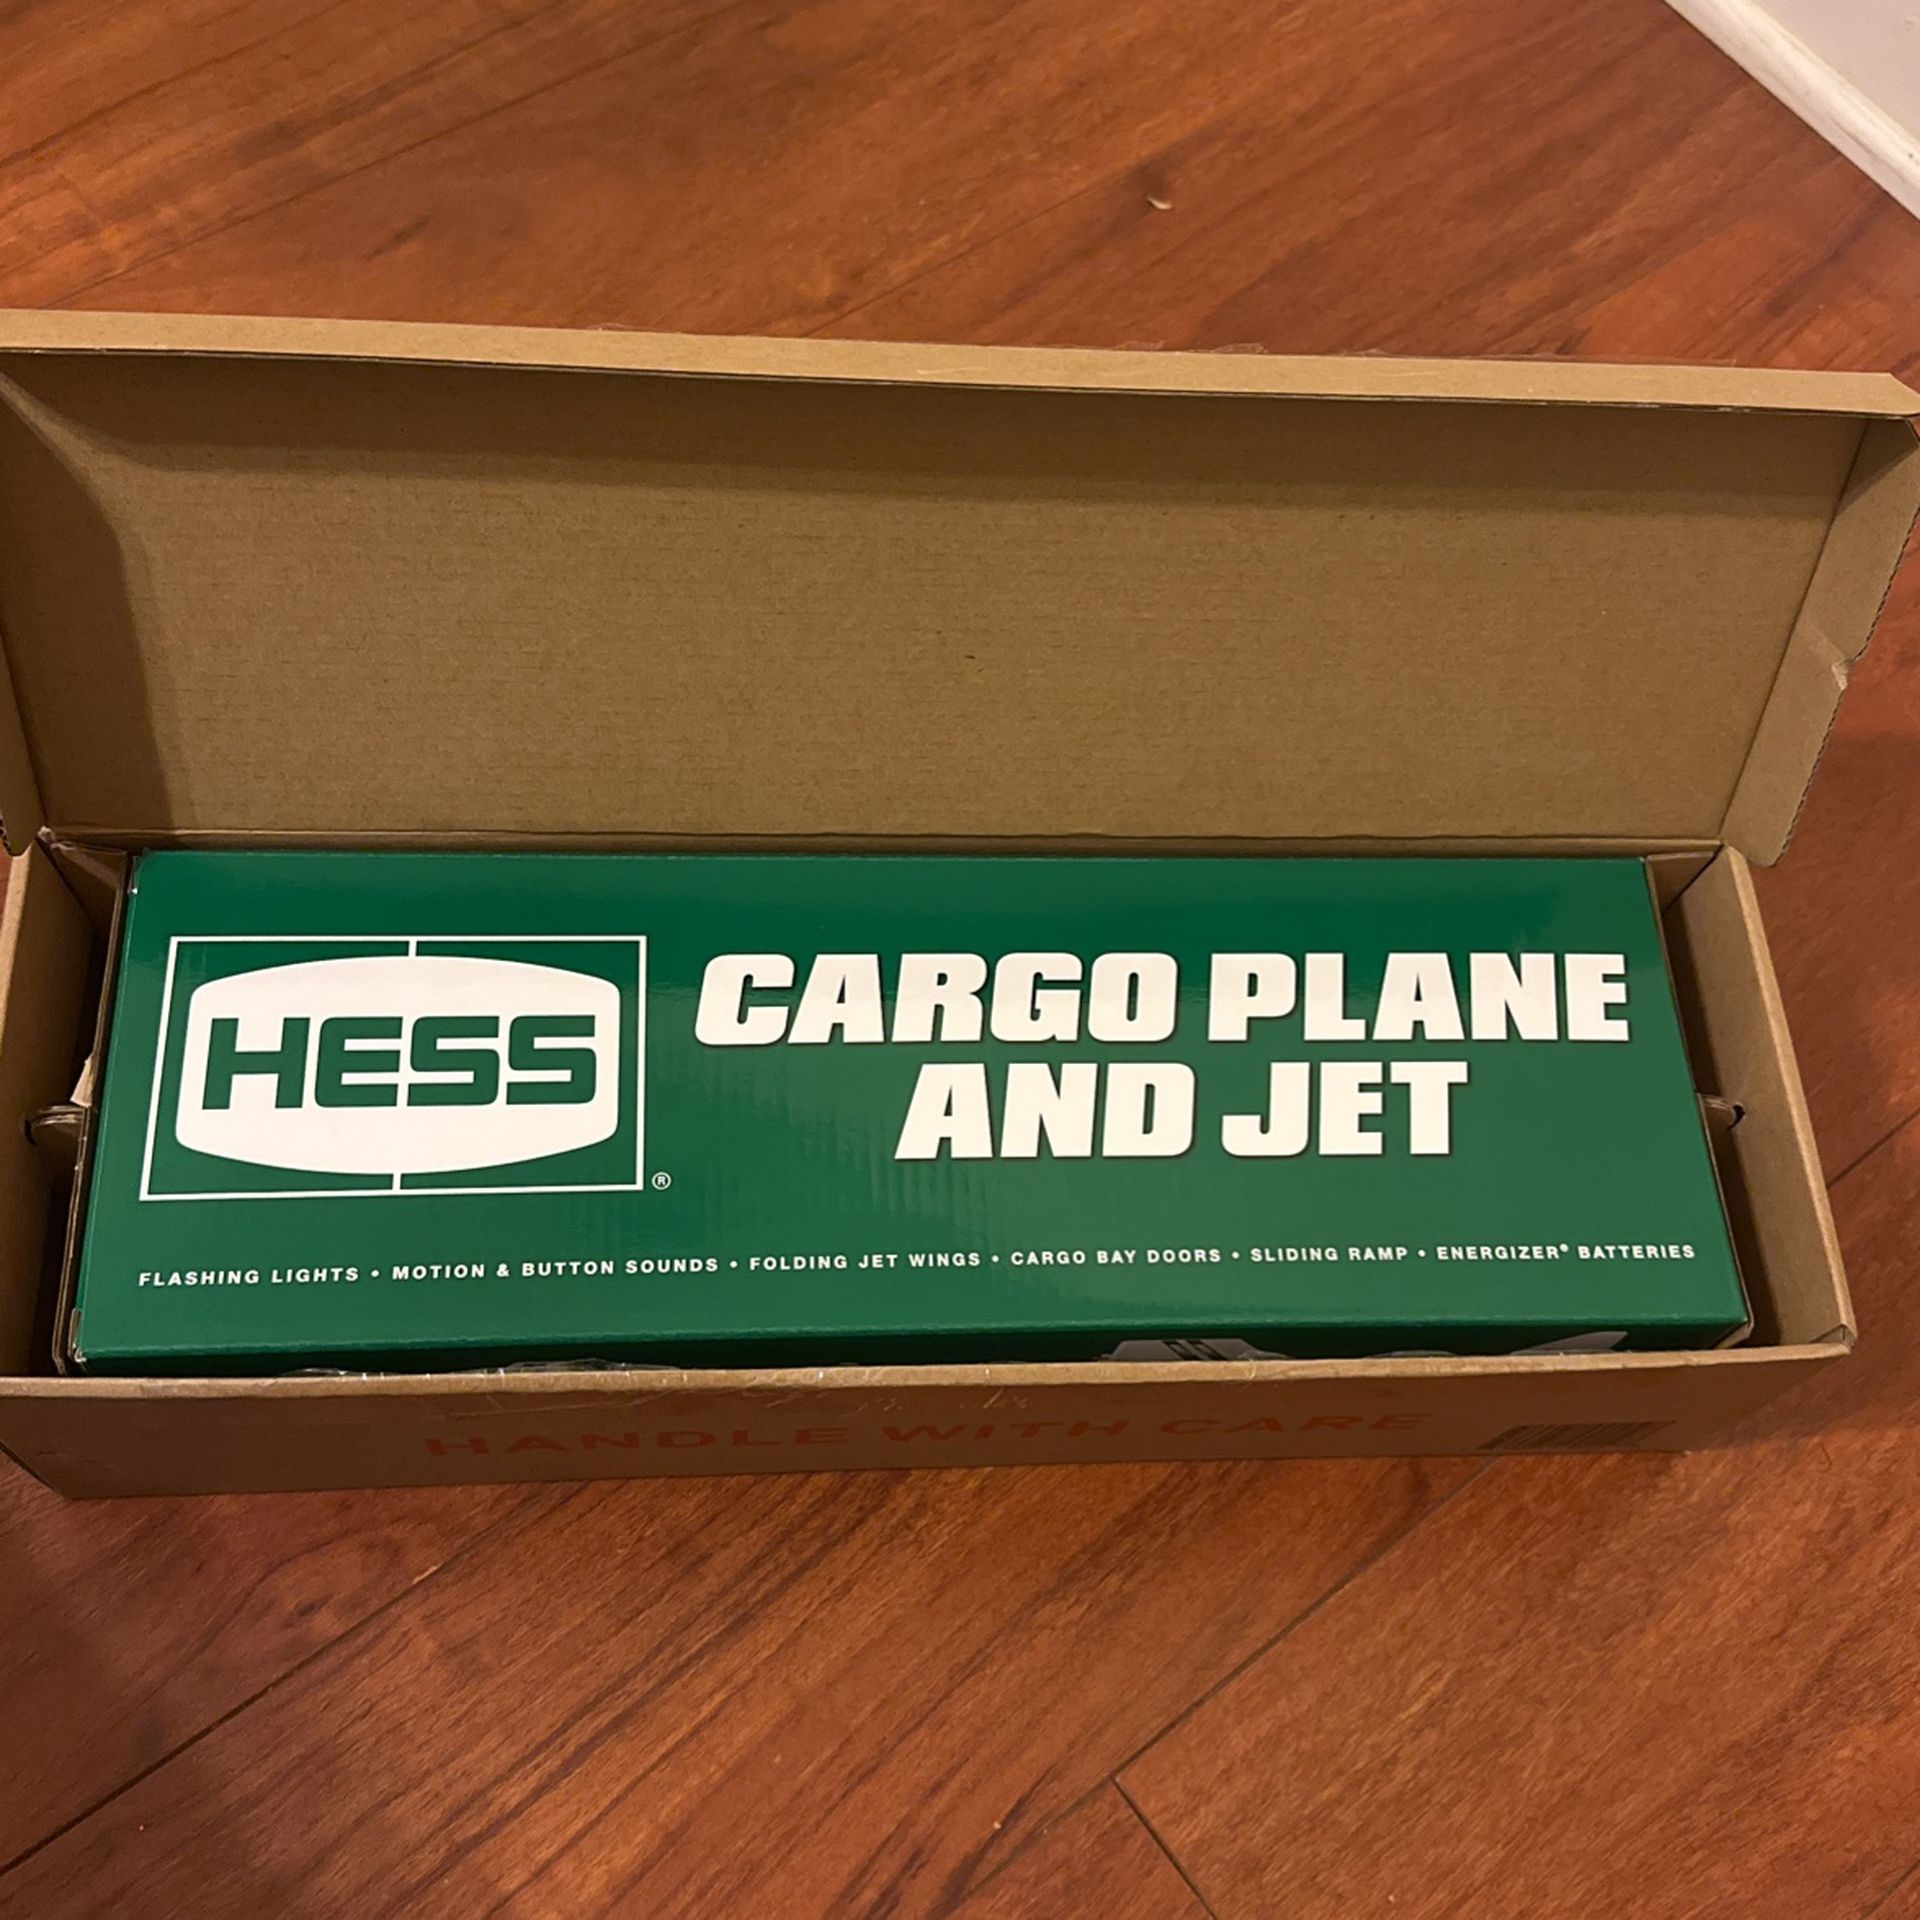 HESS®
CARGO PLANE
AND JET
FLASHING LIGHTS • MOTION & BUTTON SOUNDS • FOLDING JET WINGS • CARGO BAY DOORS • SLIDING RAMP • ENERGIZER® BATTERIES
HANDLE WITH CARE